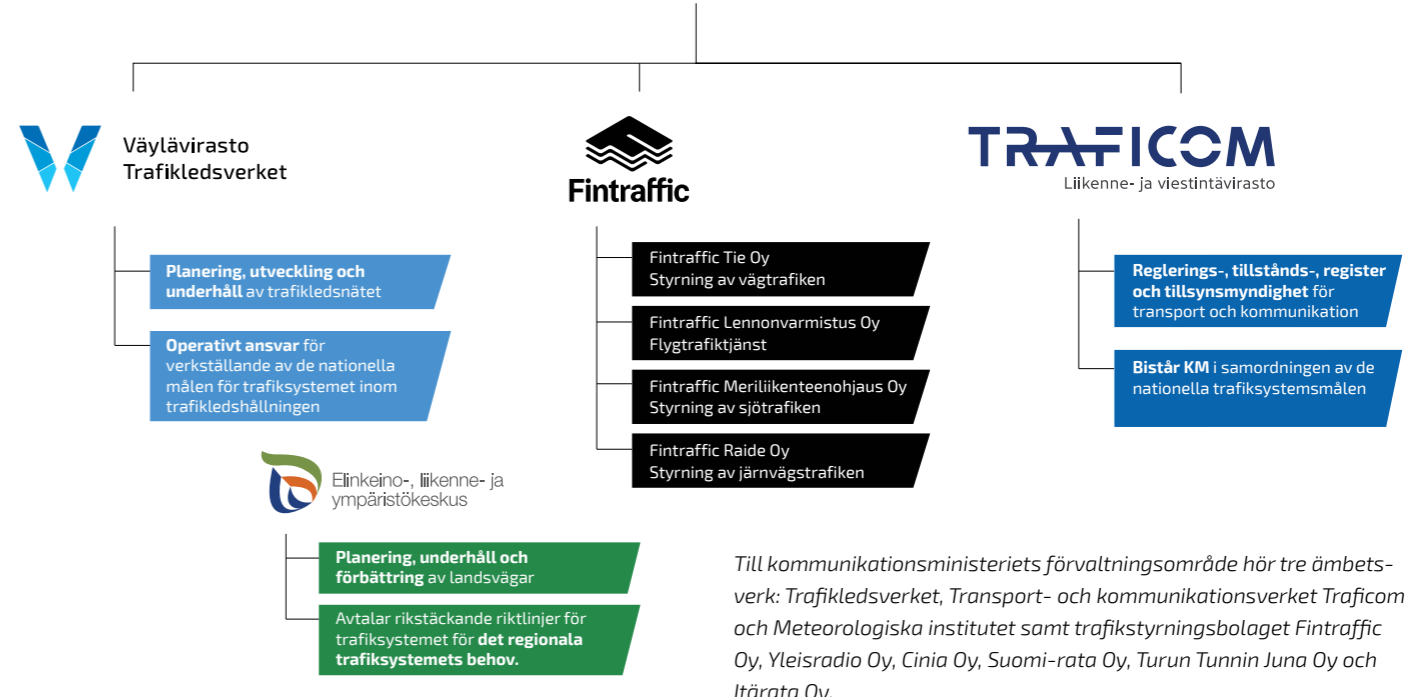 Väylävirasto
Trafikledsverket
Planering, utveckling och
underhåll av trafikledsnätet
Operativt ansvar för
verkställande av de nationella
målen för trafiksystemet inom
trafikledshållningen
Elinkeino-, liikenne- ja
ympäristökeskus
Planering, underhåll och
förbättring av landsvägar
Avtalar rikstäckande riktlinjer för
trafiksystemet för det regionala
trafiksystemets behov.
Fintraffic
Fintraffic Tie Oy
Styrning av vägtrafiken
Fintraffic Lennonvarmistus Oy
Flygtrafiktjänst
Fintraffic Meriliikenteenohjaus Oy
Styrning av sjötrafiken
Fintraffic Raide Oy
Styrning av järnvägstrafiken
TRAFICOM
Liikenne- ja viestintävirasto
Reglerings-, tillstånds-, register
och tillsynsmyndighet för
transport och kommunikation
Bistår KM i samordningen av de
nationella trafiksystemsmålen
Till kommunikationsministeriets förvaltningsområde hör tre ämbets-
verk: Trafikledsverket, Transport- och kommunikationsverket Traficom
och Meteorologiska institutet samt trafikstyrningsbolaget Fintraffic
Oy, Yleisradio Oy, Cinia Oy, Suomi-rata Oy, Turun Tunnin Juna Oy och
Itärata Oy.